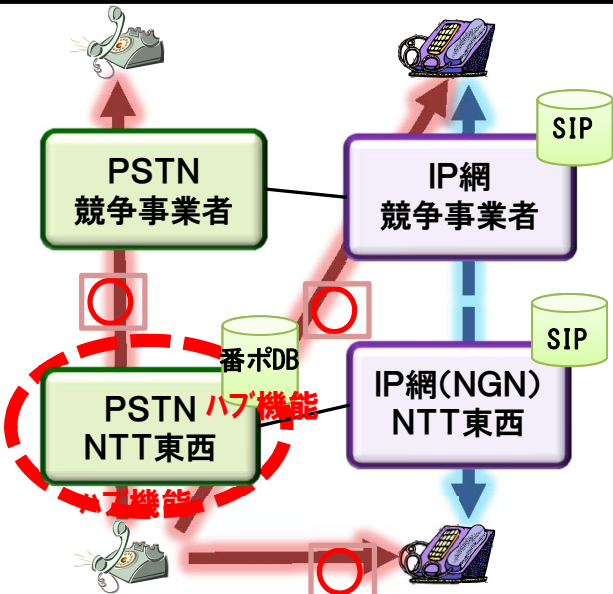 SIP
PSTN
競争事業者
IP網
競争事業者
SIP
番ポDB
PSTN
NTT東西
ハブ機能
IP網(NGN)
NTT東西
ハブ機能